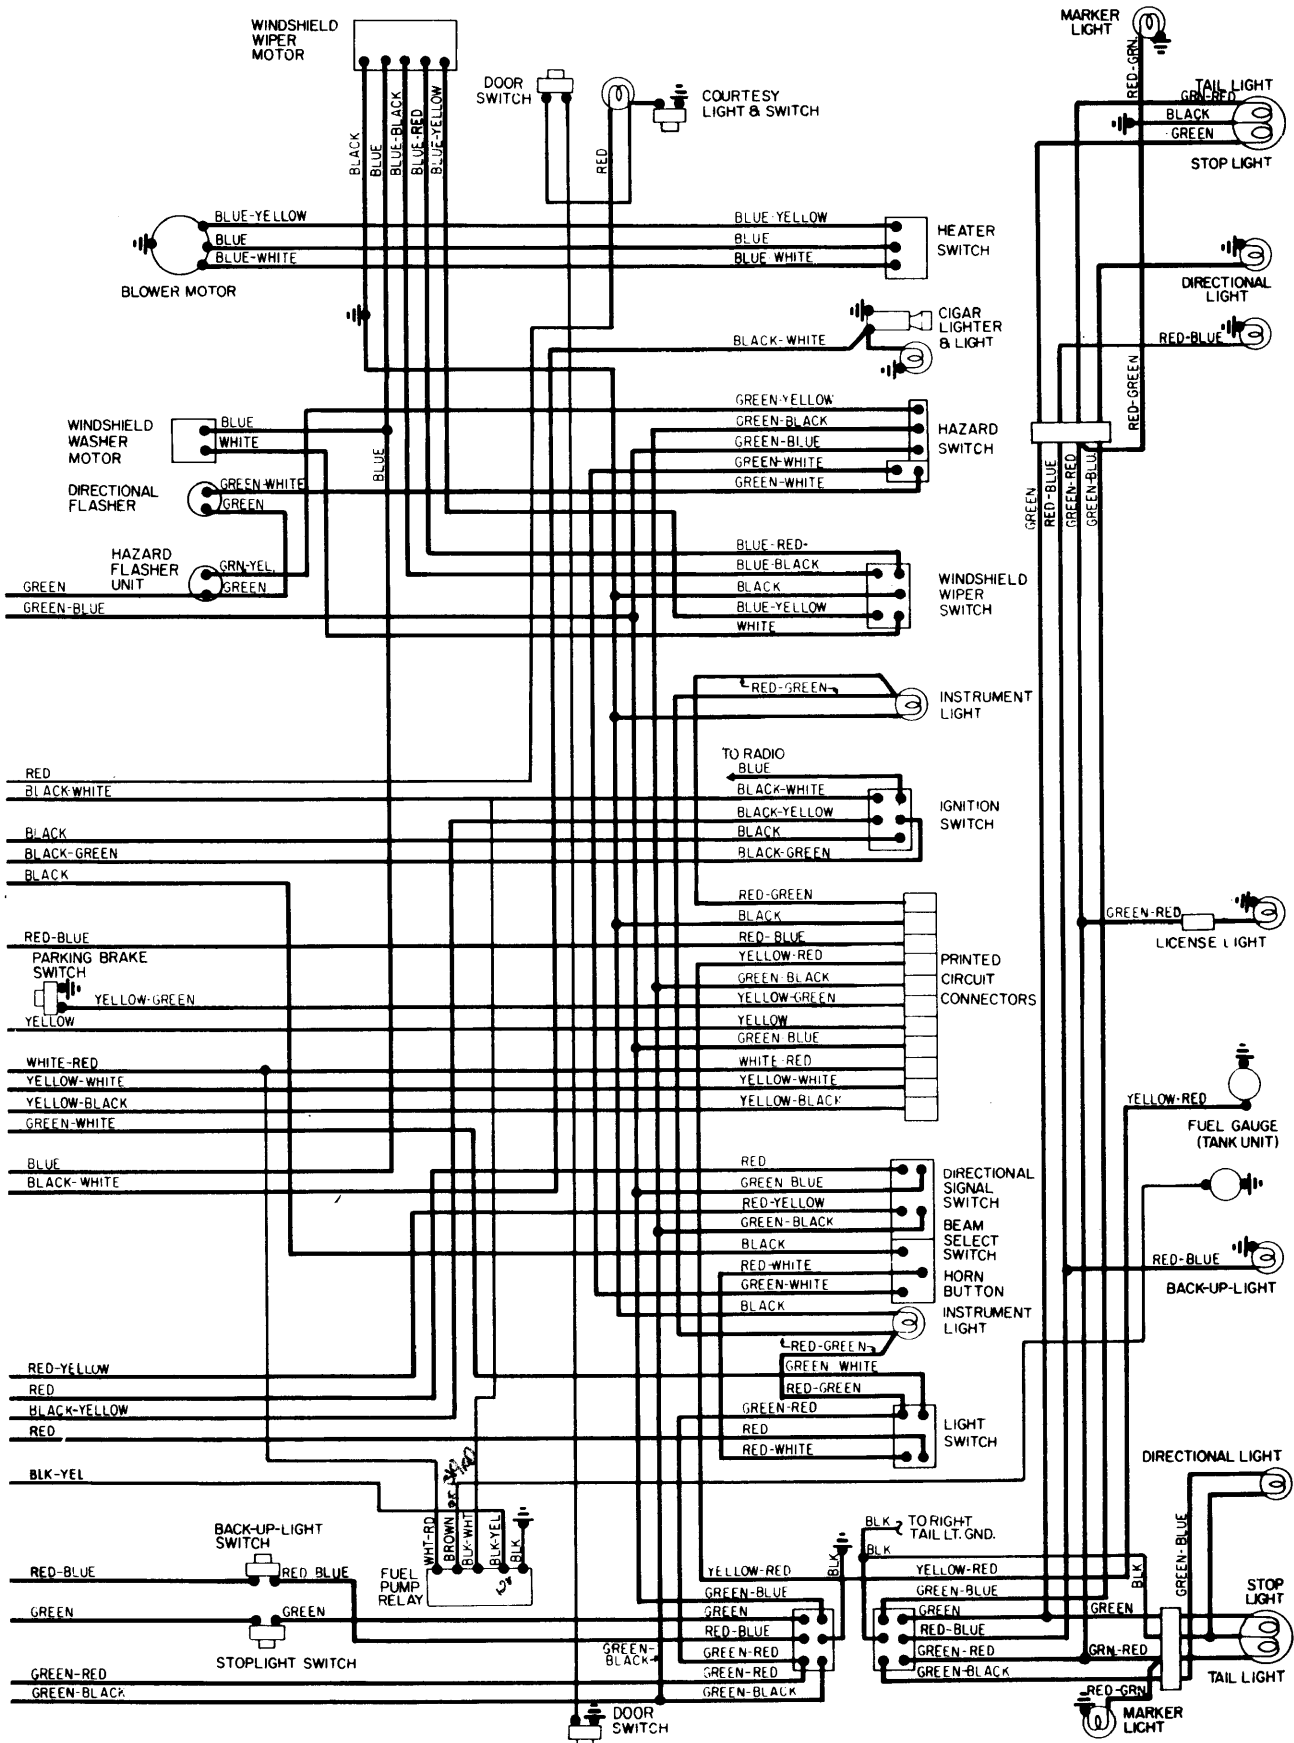 WINDSHIELD
WIPER
MOTOR
BLACK
BLUE
BLUE-BLACK
BLUE-RED
BLUE-YELLOW
DOOR
SWITCH
COURTESY
LIGHT & SWITCH
RED
MARKER
LIGHT
RED-GRN.
TAIL LIGHT
GRN-RED
BLACK
GREEN
STOP LIGHT
BLUE-YELLOW
BLUE
BLUE-WHITE
BLOWER MOTOR
BLUE-YELLOW
BLUE
BLUE WHITE
HEATER
SWITCH
DIRECTIONAL
LIGHT
RED-BLUE
RED-GREEN
BLACK-WHITE
CIGAR
LIGHTER
& LIGHT
WINDSHIELD
WASHER
MOTOR
BLUE
WHITE
BLUE
DIRECTIONAL
FLASHER
GREEN-WHITE
GREEN
GREEN-YELLOW
GREEN-BLACK
GREEN-BLUE
GREEN-WHITE
GREEN-WHITE
HAZARD
SWITCH
GREEN
RED-BLUE
GREEN-RED
GREEN-BLU.
HAZARD
FLASHER
UNIT
GRN-YEL.
GREEN
GREEN
GREEN-BLUE
BLUE-RED
BLUE-BLACK
BLACK
BLUE-YELLOW
WHITE
WINDSHIELD
WIPER
SWITCH
RED-GREEN
INSTRUMENT
LIGHT
TO RADIO
BLUE
BLACK-WHITE
BLACK-YELLOW
BLACK
BLACK-GREEN
IGNITION
SWITCH
RED
BLACK-WHITE
BLACK
BLACK-GREEN
BLACK
RED-BLUE
PARKING BRAKE
SWITCH
YELLOW-GREEN
YELLOW
WHITE-RED
YELLOW-WHITE
YELLOW-BLACK
GREEN-WHITE
BLUE
BLACK-WHITE
RED-GREEN
BLACK
RED-BLUE
YELLOW-RED
GREEN-BLACK
YELLOW-GREEN
YELLOW
GREEN BLUE
WHITE-RED
YELLOW-WHITE
YELLOW-BLACK
PRINTED
CIRCUIT
CONNECTORS
GREEN-RED
LICENSE LIGHT
YELLOW-RED
FUEL GAUGE
(TANK UNIT)
RED
GREEN BLUE
RED-YELLOW
GREEN-BLACK
BLACK
RED-WHITE
GREEN-WHITE
BLACK
DIRECTIONAL
SIGNAL
SWITCH
BEAM
SELECT
SWITCH
HORN
BUTTON
INSTRUMENT
LIGHT
RED-BLUE
BACK-UP-LIGHT
RED-GREEN
GREEN WHITE
RED-GREEN
GREEN-RED
RED
RED-WHITE
LIGHT
SWITCH
RED-YELLOW
RED
BLACK-YELLOW
RED
BLK-YEL
WHT-RD
BROWN
BLK-WHT
BLK-YEL
BLK
FUEL
PUMP
RELAY
BACK-UP-LIGHT
SWITCH
RED-BLUE
RED BLUE
GREEN
GREEN
STOPLIGHT SWITCH
GREEN-RED
GREEN-BLACK
GREEN-
BLACK
DOOR
SWITCH
YELLOW-RED
GREEN-BLUE
GREEN
RED-BLUE
GREEN-RED
GREEN-RED
GREEN-BLACK
BLK
BLK
TO RIGHT
TAIL LT. GND.
BLK
YELLOW-RED
GREEN-BLUE
GREEN
RED-BLUE
GREEN-RED
GREEN-BLACK
BLK
GREEN
GRN-RED
RED-GRN
GREEN-BLUE
DIRECTIONAL LIGHT
STOP
LIGHT
TAIL LIGHT
MARKER
LIGHT